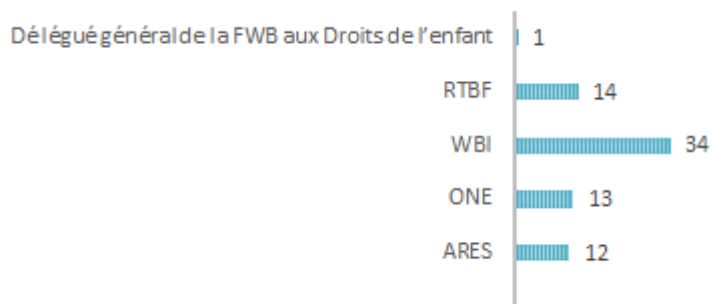 Délégué général de la FWB aux Droits de l'enfant 1
RTBF 14
WBI 34
ONE 13
ARES 12